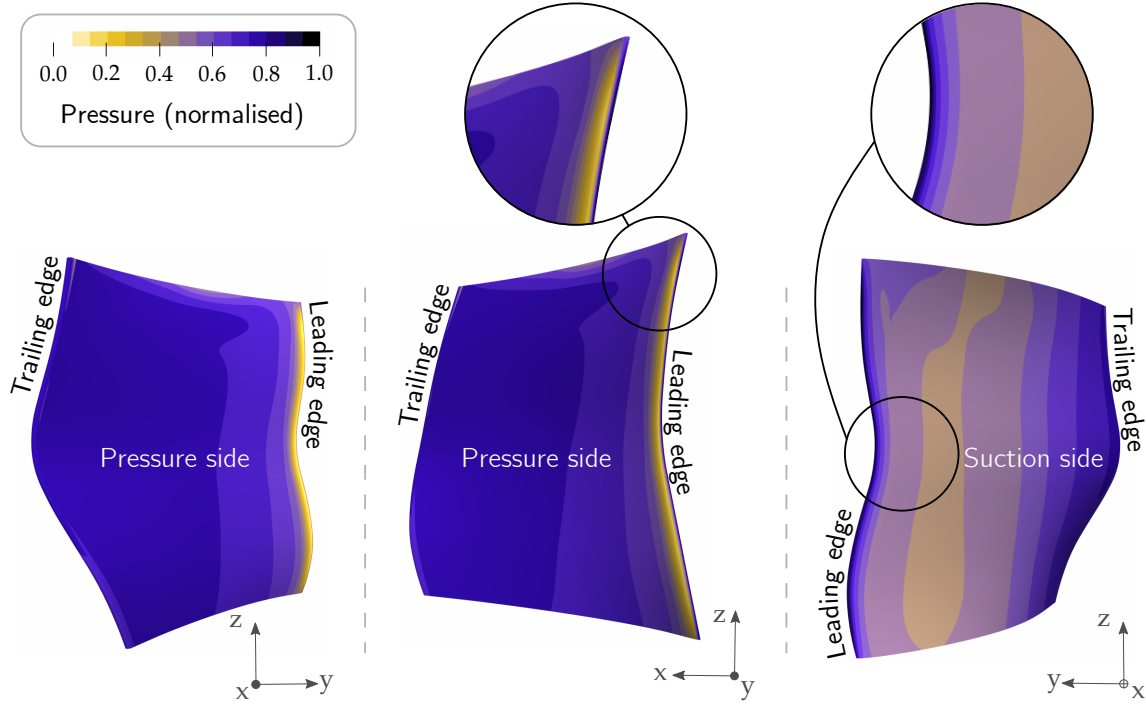 0.0 0.2 0.4 0.6 0.8 1.0
Pressure (normalised)
Trailing edge
Leading edge
Pressure side
z
x
y
Trailing edge
Leading edge
Pressure side
z
x
y
Trailing edge
Suction side
Leading edge
z
y
x